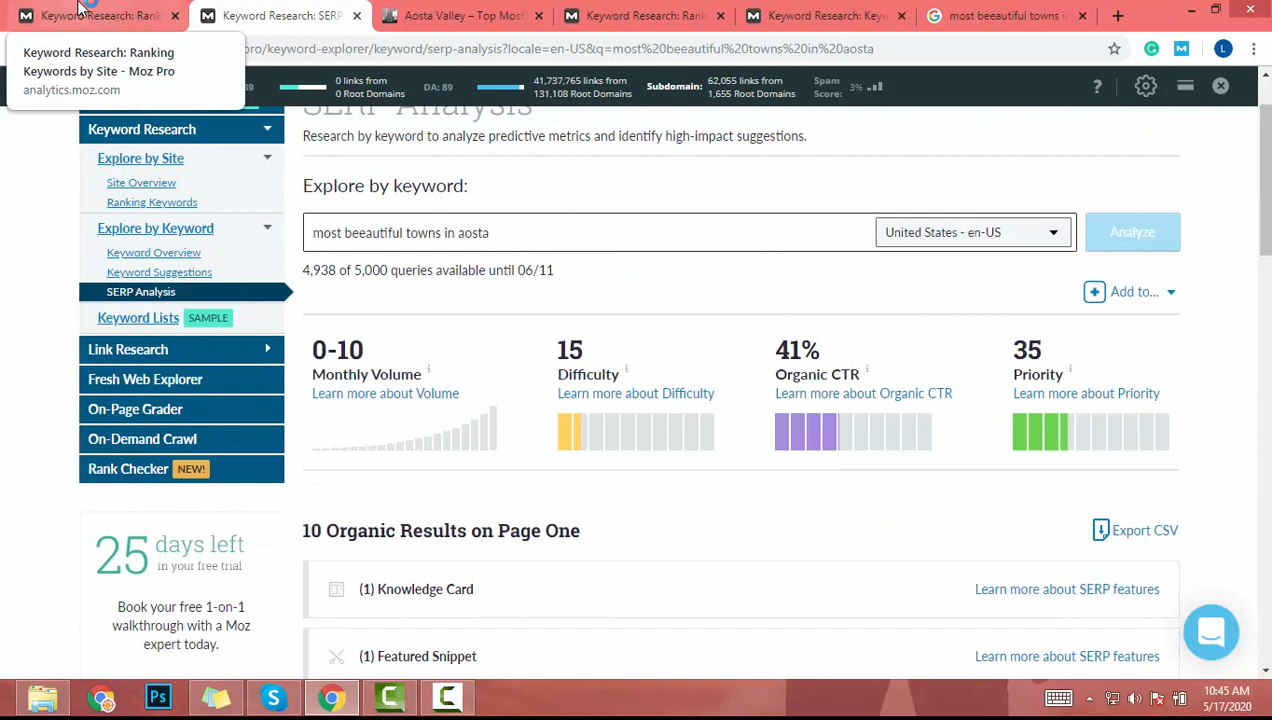 Keyword Research: Rank
Keyword Research: SERP
Aosta Valley – Top Most
Keyword Research: Rank
Keyword Research: Key
most beeautiful towns in
Keyword Research: Ranking
Keywords by Site - Moz Pro
analytics.moz.com
pro/keyword-explorer/keyword/serp-analysis?locale=en-US&q=most%20beeautiful%20towns%20in%20aosta
L
0 links from
0 Root Domains
DA: 89
41,737,765 links from
131,108 Root Domains
Subdomain:
62,055 links from
1,655 Root Domains
Spam
Score:
3%
?
SERP Analysis
Research by keyword to analyze predictive metrics and identify high-impact suggestions.
Keyword Research
Explore by Site
Site Overview
Ranking Keywords
Explore by Keyword
Keyword Overview
Keyword Suggestions
SERP Analysis
Keyword Lists SAMPLE
Link Research
Fresh Web Explorer
On-Page Grader
On-Demand Crawl
Rank Checker NEW!
25 days left
in your free trial
Book your free 1-on-1
walkthrough with a Moz
expert today.
Explore by keyword:
most beeautiful towns in aosta
United States - en-US
Analyze
4,938 of 5,000 queries available until 06/11
Add to...
0-10
Monthly Volume
Learn more about Volume
15
Difficulty
Learn more about Difficulty
41%
Organic CTR
Learn more about Organic CTR
35
Priority
Learn more about Priority
10 Organic Results on Page One
Export CSV
(1) Knowledge Card
Learn more about SERP features
(1) Featured Snippet
Learn more about SERP features
Ps
10:45 AM
5/17/2020